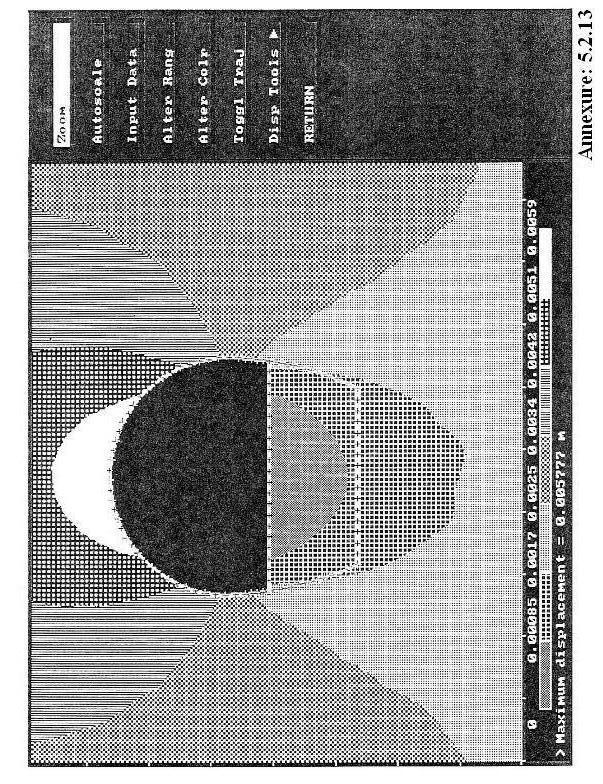 Zoom
Autoscale
Input Data
Alter Rang
Alter Colr
Toggl Traj
Disp Tools ▶
RETURN
0 0.00085 0.0017 0.0025 0.0034 0.0042 0.0051 0.0059
> Maximum displacement = 0.005777 m
Annexure: 5.2.13